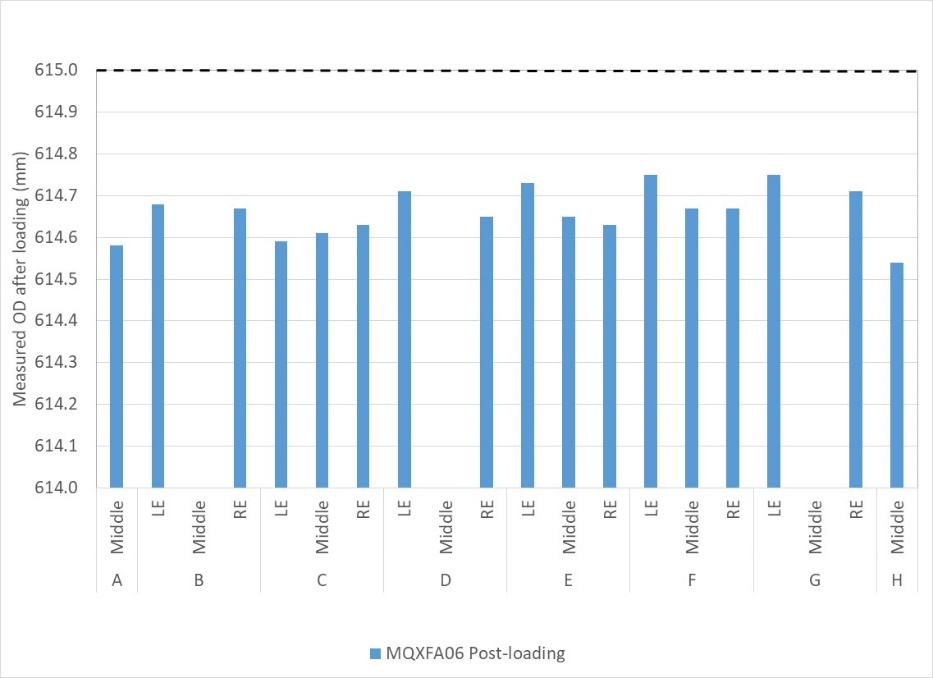 615.0
614.9
614.8
614.7
614.6
614.5
614.4
614.3
614.2
614.1
614.0
Measured OD after loading (mm)
Middle LE Middle RE LE Middle RE LE Middle RE LE Middle RE LE Middle RE LE Middle RE Middle
A B C D E F G H
MQXFA06 Post-loading